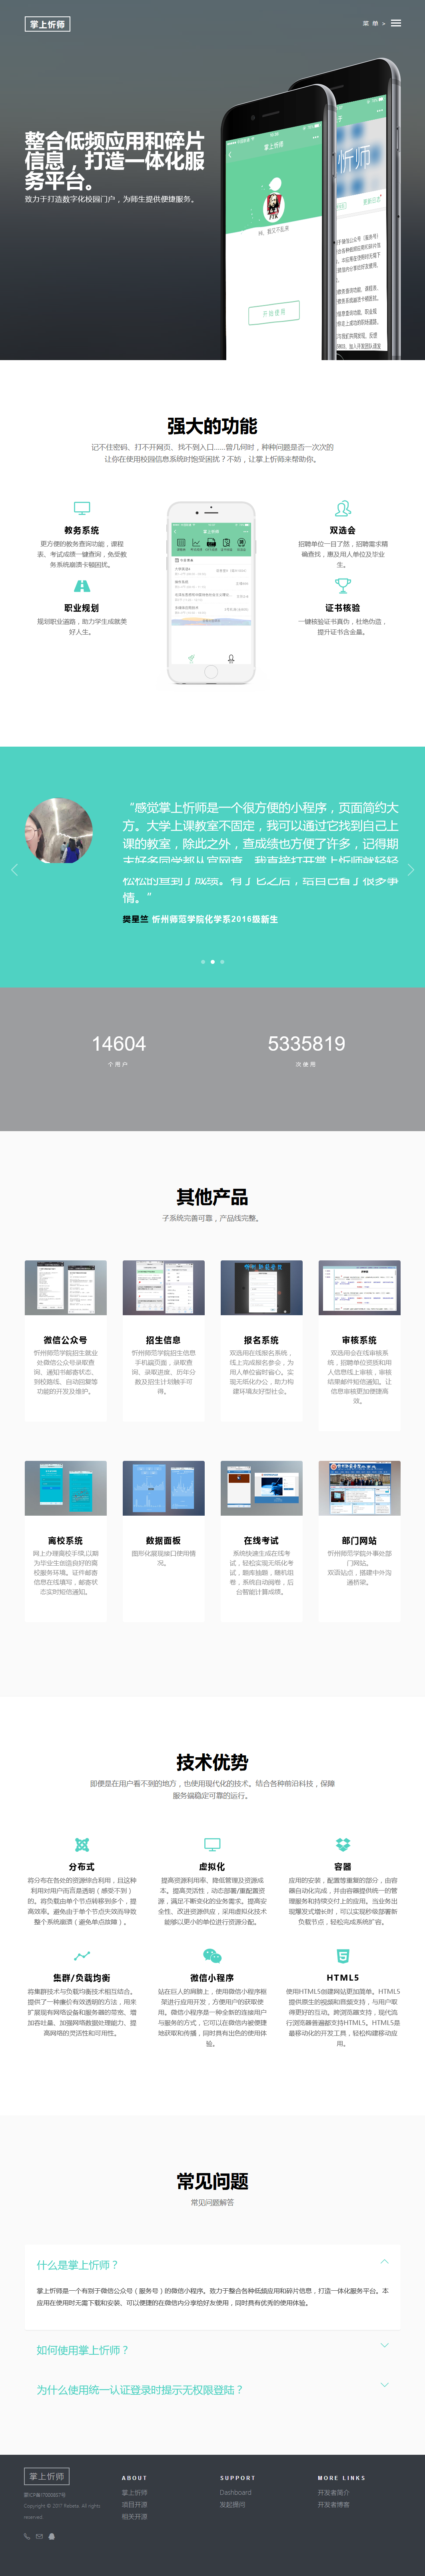 掌上忻师
菜单 >
整合低频应用和碎片
信息，打造一体化服
务平台。
致力于打造数字化校园门户，为师生提供便捷服务。
掌上忻师
开始使用
强大的功能
记不住密码、打不开网页、找不到入口……曾几何时，种种问题是否一次次的
让你在使用校园信息系统时饱受困扰？不妨，让掌上忻师来帮助你。
教务系统
更方便的教务查询功能，课程
表、考试成绩一键查询，免受教
务系统崩溃卡顿困扰。
双选会
招聘单位一目了然，招聘需求精
确查找，惠及用人单位及毕业
生。
职业规划
规划职业道路，助力学生成就美
好人生。
证书核验
一键核验证书真伪，杜绝伪造，
提升证书含金量。
“感觉掌上忻师是一个很方便的小程序，页面简约大
方。大学上课教室不固定，我可以通过它找到自己上
课的教室，除此之外，查成绩也方便了许多，记得期
末好多同学都从官网查，我直接打开掌上忻师就轻轻
松松的查到了成绩。有了它之后，给自己省了很多事
情。”
樊星竺 忻州师范学院化学系2016级新生
14604
个用户
5335819
次使用
其他产品
子系统完善可靠，产品线完整。
微信公众号
忻州师范学院招生就业
处微信公众号录取查
询、通知书邮寄状态、
到校路线、自动回复等
功能的开发及维护。
招生信息
忻州师范学院招生信息
手机端页面，录取查
询、录取进度、历年分
数及招生计划触手可
得。
报名系统
双选用在线报名系统，
线上完成报名参会，为
用人单位省时省心。实
现无纸化办公，助力构
建环境友好型社会。
审核系统
双选用会在线审核系
统，招聘单位资质和用
人信息线上审核，审核
结果邮件短信通知。让
信息审核更加便捷高
效。
离校系统
网上办理离校手续,以期
为毕业生创造良好的离
校服务环境。证件邮寄
信息在线填写，邮寄状
态实时短信通知。
数据面板
图形化展现接口使用情
况。
在线考试
系统快速生成在线考
试，轻松实现无纸化考
试，题库抽题，随机组
卷，系统自动阅卷，后
台智能计算成绩。
部门网站
忻州师范学院外事处部
门网站。
双页站点，搭建中外沟
通桥梁。
技术优势
即便是在用户看不到的地方，也使用现代化的技术。结合各种前沿科技，保障
服务端稳定可靠的运行。
分布式
将分布在各处的资源综合利用，且这种
利用对用户而言是透明（感受不到）
的。将负载由单个节点转移到多个，提
高效率。避免由于单个节点失效而导致
整个系统崩溃（避免单点故障）。
虚拟化
提高资源利用率、降低管理及资源成
本。提高灵活性，动态部署/重配置资
源，满足不断变化的业务需求。提高安
全性、改进资源供应，采用虚拟化技术
能够以更小的单位进行资源分配。
容器
应用的安装，配置等重复的部分，由容
器自动化完成，并由容器提供统一的管
理服务和持续交付上的应用。当业务出
现爆发式增长时，可以实现秒级部署新
负载节点，轻松完成系统扩容。
集群/负载均衡
将集群技术与负载均衡技术相互结合。
提供了一种廉价有效透明的方法，用来
扩展现有网络设备和服务器的带宽、增
加吞吐量、加强网络数据处理能力、提
高网络的灵活性和可用性。
微信小程序
站在巨人的肩膀上，使用微信小程序框
架进行应用开发，方便用户的获取使
用。微信小程序是一种全新的连接用户
与服务的方式，它可以在微信内被便捷
地获取和传播，同时具有出色的使用体
验。
HTML5
使用HTML5创建网站更加简单。HTML5
提供原生的视频和音频支持，与用户取
得更好的互动。跨浏览器支持，现代流
行浏览器普遍都支持HTML5。HTML5是
最移动化的开发工具，轻松构建移动应
用。
常见问题
常见问题解答
什么是掌上忻师？
掌上忻师是一个有别于微信公众号（服务号）的微信小程序。致力于整合各种低频应用和碎片信息，打造一体化服务平台。本
应用在使用时无需下载和安装、可以便捷的在微信内分享给好友使用，同时具有优秀的使用体验。
如何使用掌上忻师？
为什么使用统一认证登录时提示无权限登陆？
掌上忻师
Copyright © 2017 Rebatie. All rights
reserved.
ABOUT
掌上忻师
项目开源
相关开源
SUPPORT
Dashboard
发起提问
MORE LINKS
开发者简介
开发者博客